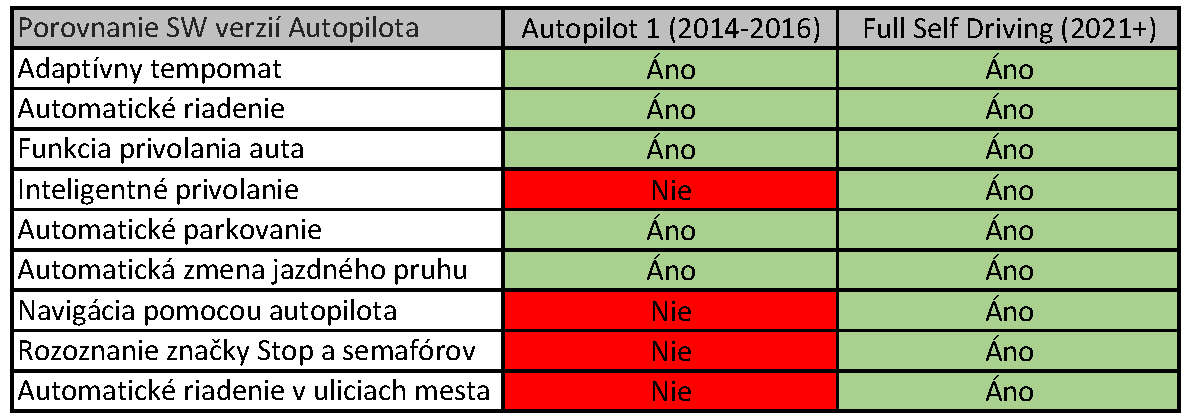 Porovnanie SW verzií Autopilota Autopilot 1 (2014-2016) Full Self Driving (2021+)
Adaptívny tempomat Áno Áno
Automatické riadenie Áno Áno
Funkcia privolania auta Áno Áno
Inteligentné privolanie Nie Áno
Automatické parkovanie Áno Áno
Automatická zmena jazdného pruhu Áno Áno
Navigácia pomocou autopilota Nie Áno
Rozoznanie značky Stop a semafórov Nie Áno
Automatické riadenie v uliciach mesta Nie Áno